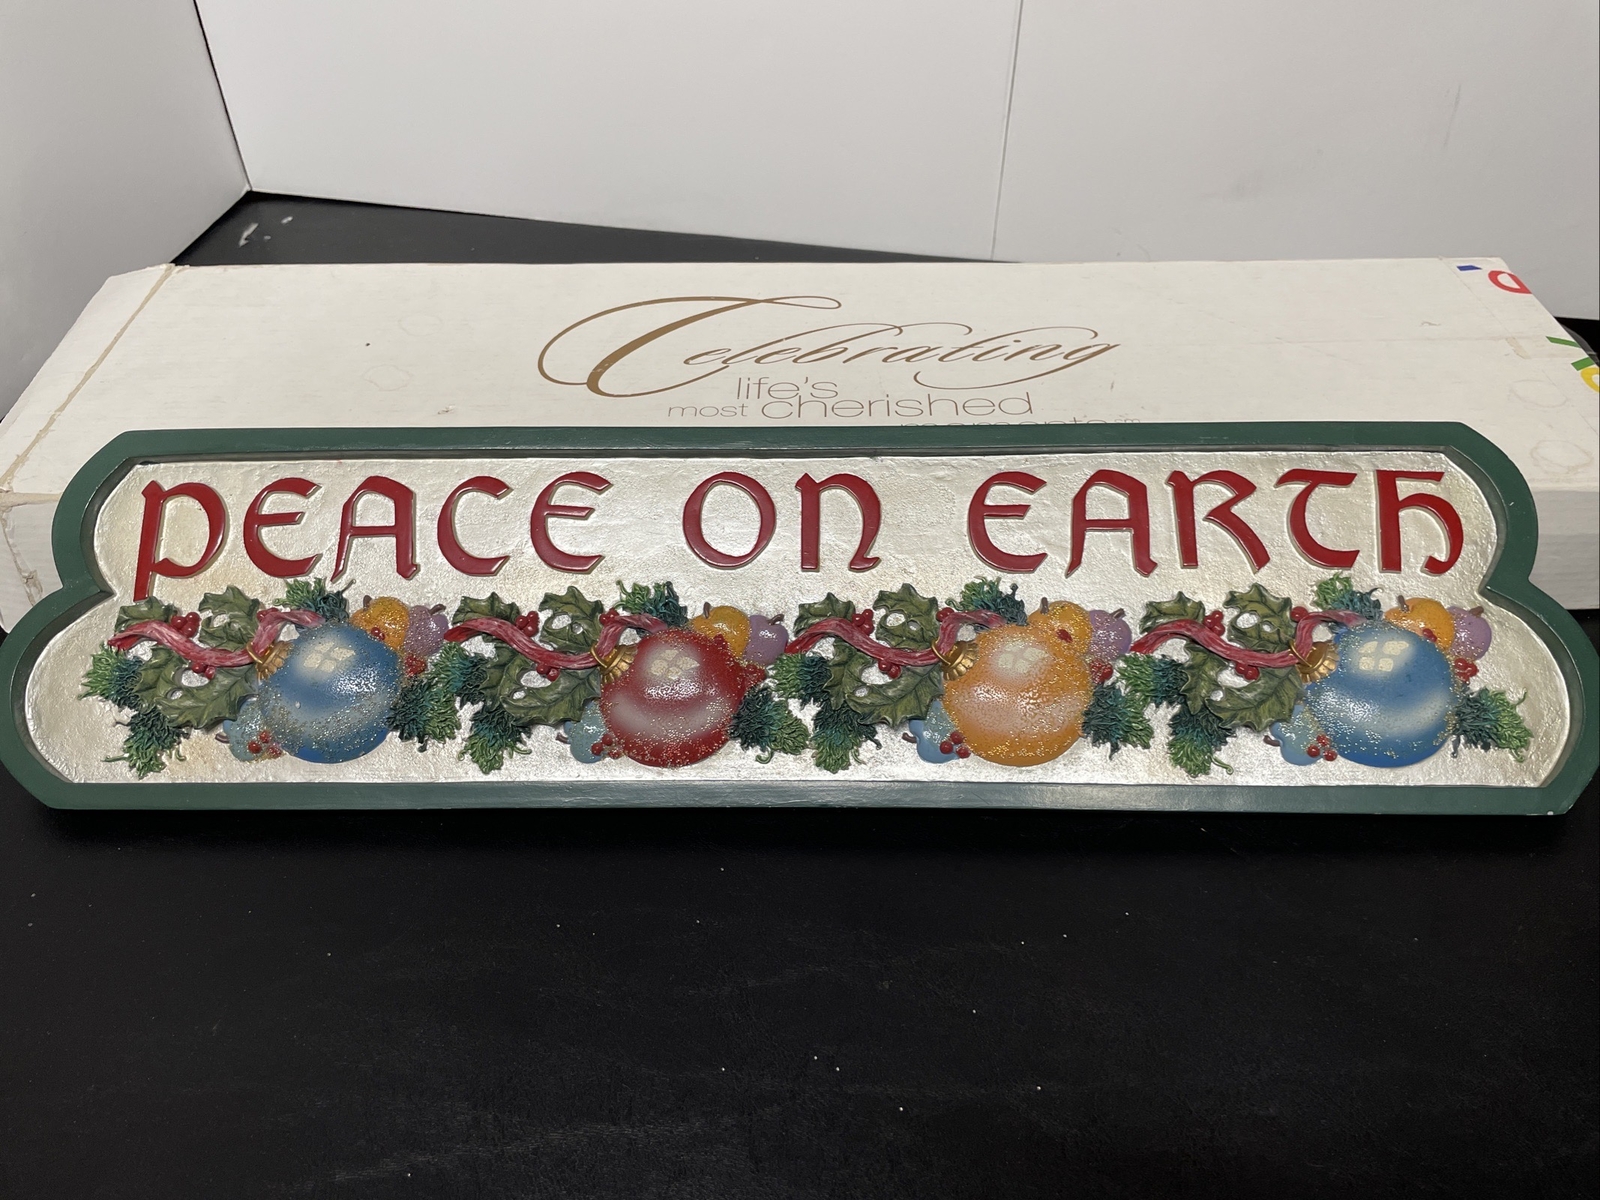 Celebrating
life's
most cherished
PEACE ON EARTH